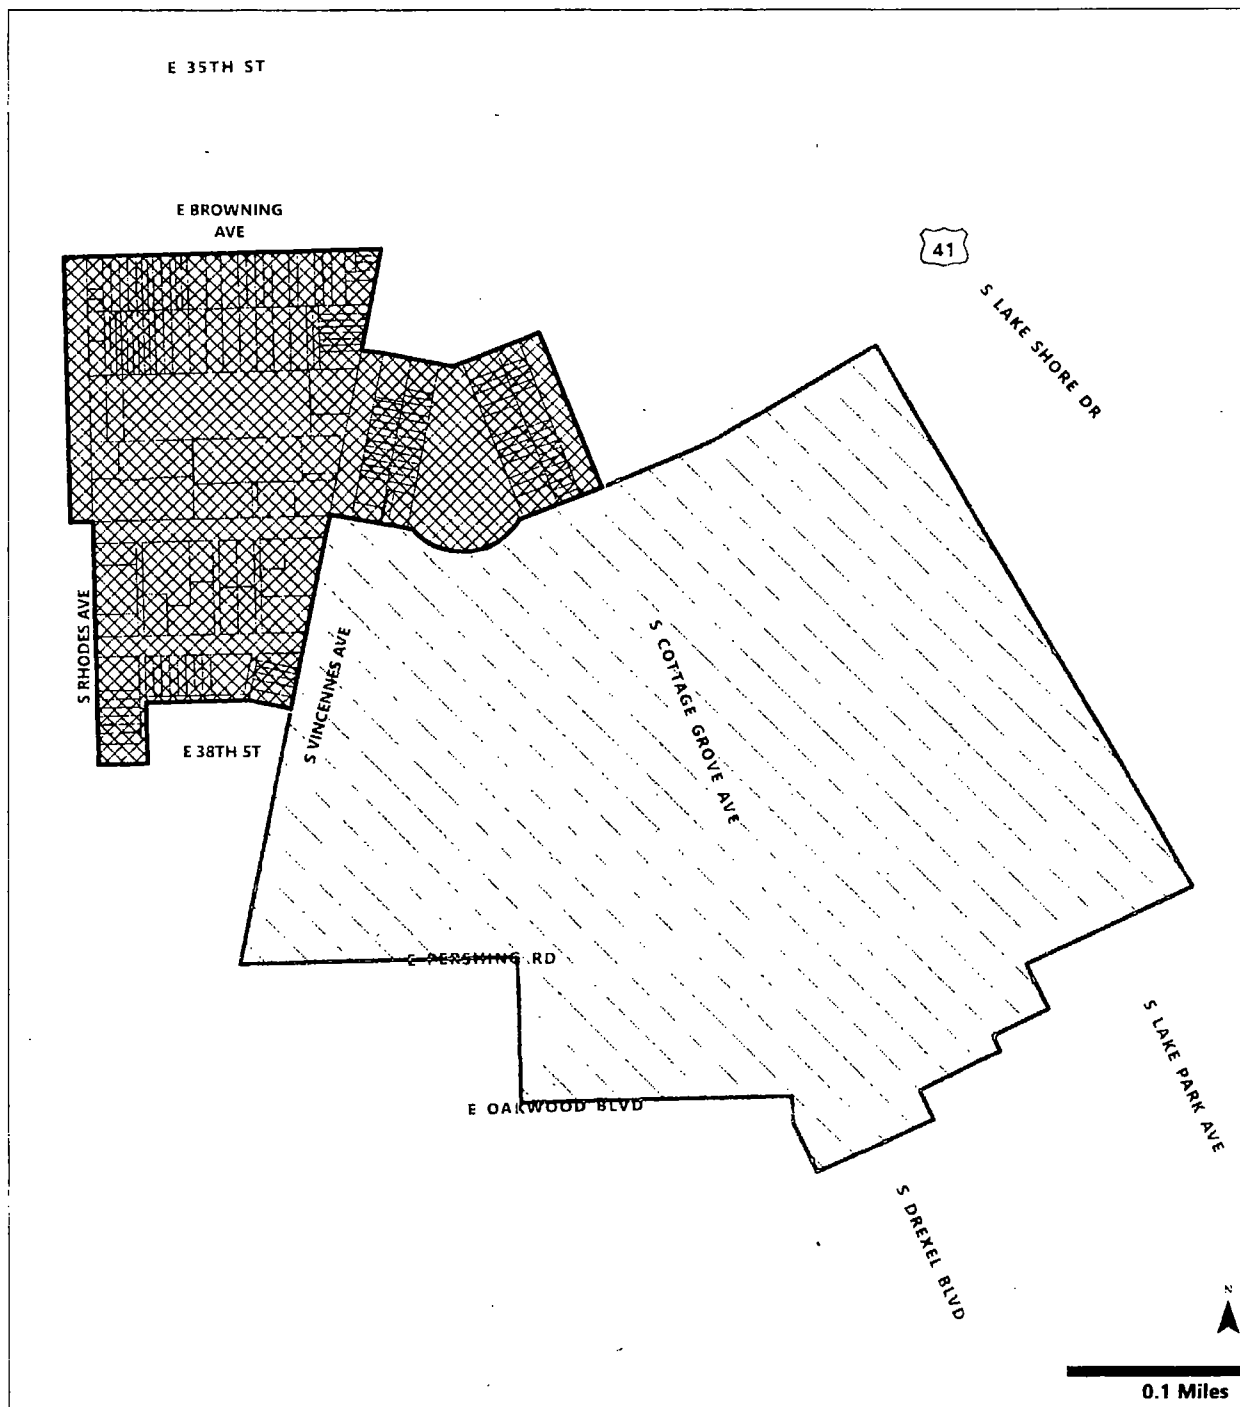 E 35TH ST
E BROWNING
AVE
41
S LAKE SHORE DR
S RHODES AVE
S VINCENNES AVE
S COTTAGE GROVE AVE
E 38TH ST
E PERSHING RD
S LAKE PARK AVE
E OAKWOOD BLVD
S DREXEL BLVD
N
0.1 Miles